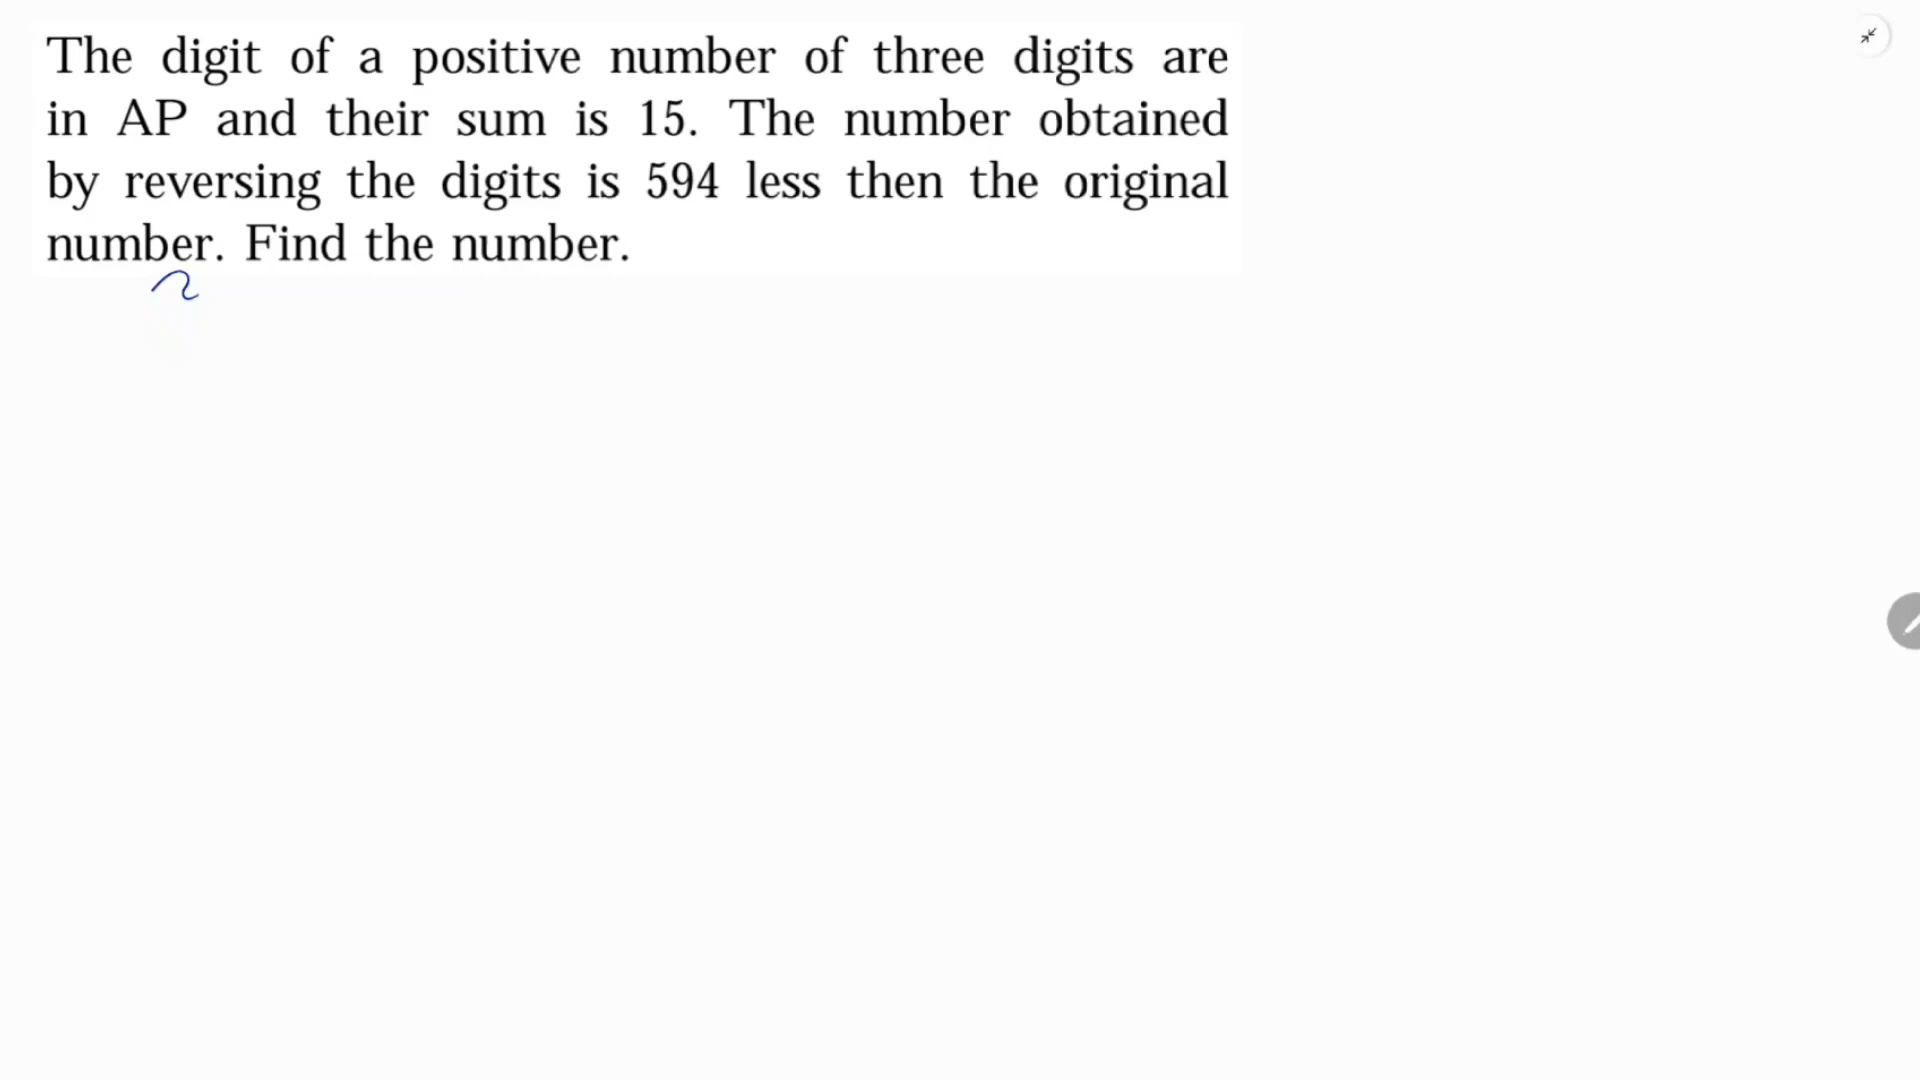 The digit of a positive number of three digits are
in AP and their sum is 15. The number obtained
by reversing the digits is 594 less then the original
number. Find the number.